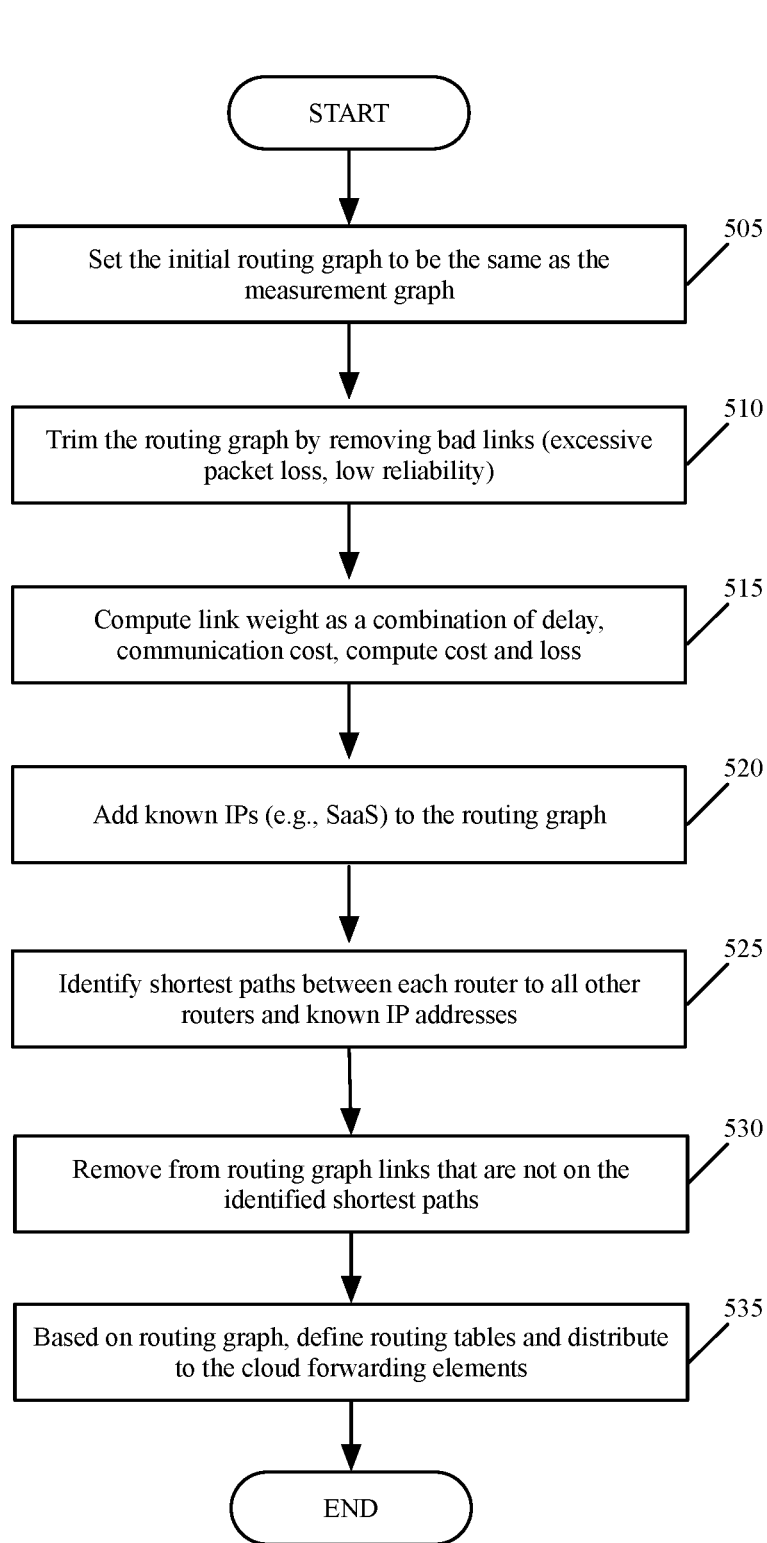 START
505
Set the initial routing graph to be the same as the
measurement graph
510
Trim the routing graph by removing bad links (excessive
packet loss, low reliability)
515
Compute link weight as a combination of delay,
communication cost, compute cost and loss
520
Add known IPs (e.g., SaaS) to the routing graph
525
Identify shortest paths between each router to all other
routers and known IP addresses
530
Remove from routing graph links that are not on the
identified shortest paths
535
Based on routing graph, define routing tables and distribute
to the cloud forwarding elements
END